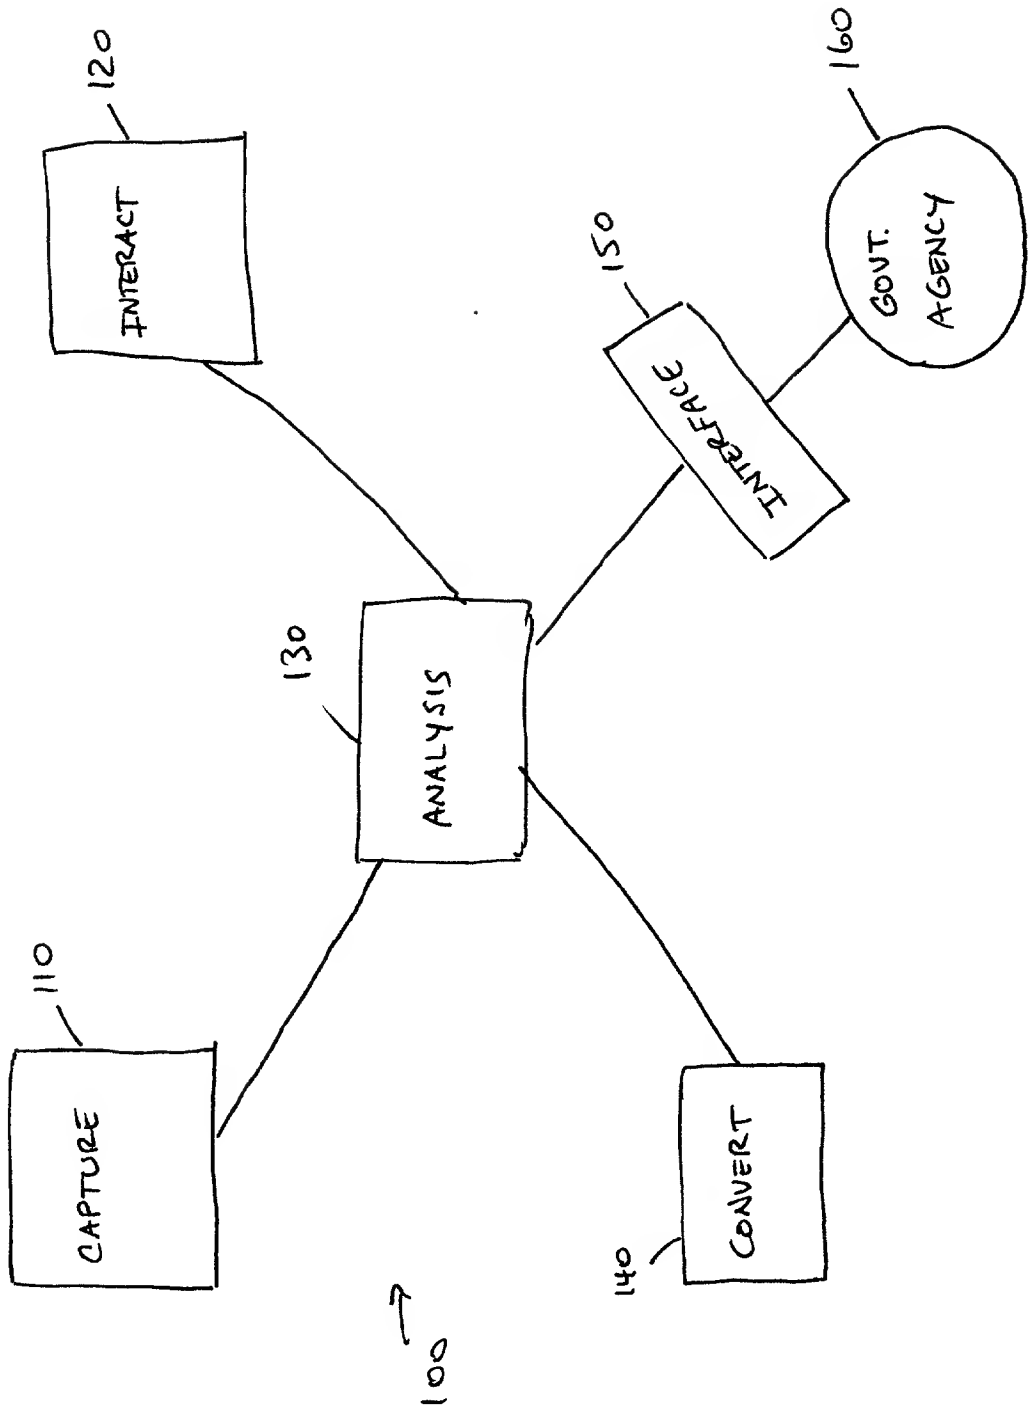 110
CAPTURE
120
INTERACT
130
ANALYSIS
100
140
CONVERT
150
INTERFACE
160
GOVT.
AGENCY